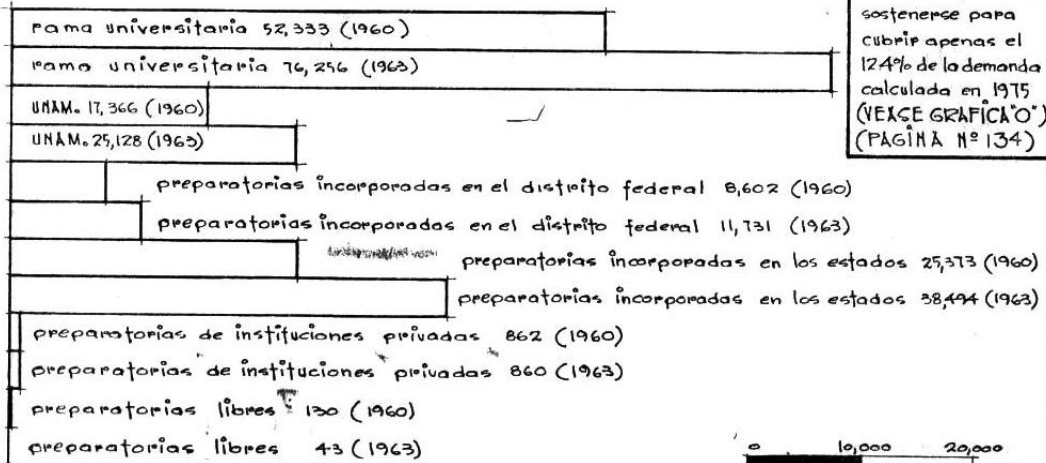 rama universitaria 52,333 (1960)
rama universitaria 76,256 (1963)
UNAM. 17,366 (1960)
UNAM. 25,128 (1963)
preparatorias incorporadas en el distrito federal 8,602 (1960)
preparatorias incorporadas en el distrito federal 11,731 (1963)
preparatorias incorporadas en los estados 25,373 (1960)
preparatorias incorporadas en los estados 38,494 (1963)
preparatorias de instituciones privadas 862 (1960)
preparatorias de instituciones privadas 860 (1963)
preparatorias libres 130 (1960)
preparatorias libres 43 (1963)
sostenerse para
cubrir apenas el
124% de la demanda
calculada en 1975
(VEASE GRAFICA "O")
(PAGINA Nº 134)
0 10,000 20,000